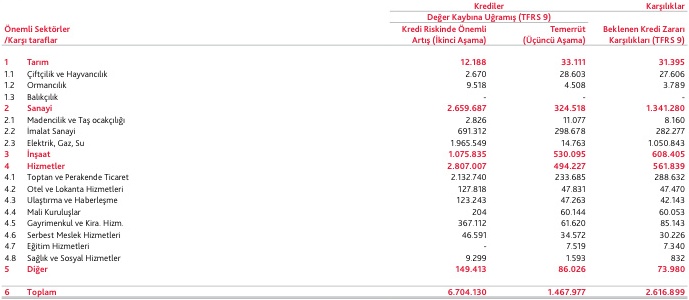 Krediler Karşılıklar
Değer Kaybına Uğramış (TFRS 9)
Önemli Sektörler Kredi Riskinde Önemli Temerrüt Beklenen Kredi Zararı
/Karşı taraflar Artış (İkinci Aşama) (Üçüncü Aşama) Karşılıkları (TFRS 9)
1 Tarım 12.188 33.111 31.395
1.1 Çiftçilik ve Hayvancılık 2.670 28.603 27.606
1.2 Ormancılık 9.518 4.508 3.789
1.3 Balıkçılık - - -
2 Sanayi 2.659.687 324.518 1.341.280
2.1 Madencilik ve Taş ocakçılığı 2.826 11.077 8.160
2.2 İmalat Sanayi 691.312 298.678 282.277
2.3 Elektrik, Gaz, Su 1.965.549 14.763 1.050.843
3 İnşaat 1.075.835 530.095 608.405
4 Hizmetler 2.807.007 494.227 561.839
4.1 Toptan ve Perakende Ticaret 2.132.740 233.685 288.632
4.2 Otel ve Lokanta Hizmetleri 127.818 47.831 47.470
4.3 Ulaştırma ve Haberleşme 123.243 47.263 42.143
4.4 Mali Kuruluşlar 204 60.144 60.053
4.5 Gayrimenkul ve Kira. Hizm. 367.112 61.620 85.143
4.6 Serbest Meslek Hizmetleri 46.591 34.572 30.226
4.7 Eğitim Hizmetleri - 7.519 7.340
4.8 Sağlık ve Sosyal Hizmetler 9.299 1.593 832
5 Diğer 149.413 86.026 73.980
6 Toplam 6.704.130 1.467.977 2.616.899